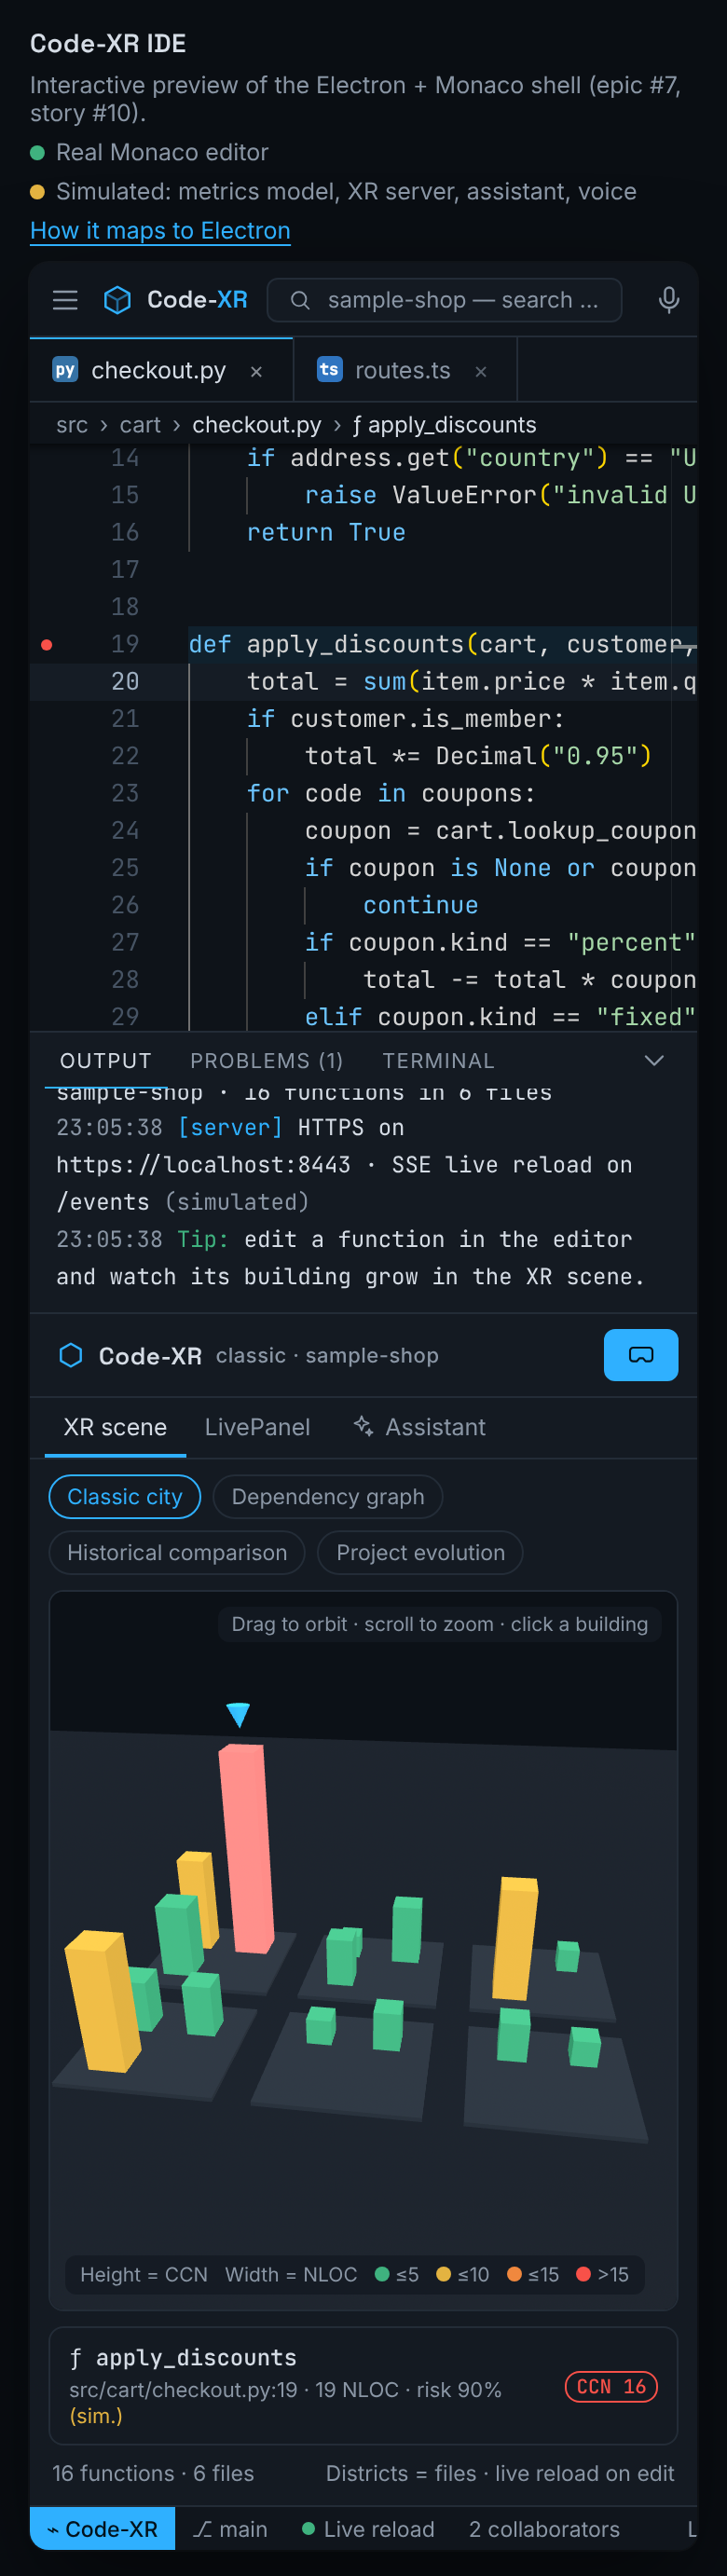 Code-XR IDE
Interactive preview of the Electron + Monaco shell (epic #7,
story #10).
Real Monaco editor
Simulated: metrics model, XR server, assistant, voice
How it maps to Electron
Code-XR
sample-shop — search ...
py checkout.py ×
ts routes.ts ×
src › cart › checkout.py › ƒ apply_discounts
14 if address.get("country") == "U
15 raise ValueError("invalid U
16 return True
17
18
19 def apply_discounts(cart, customer,
20 total = sum(item.price * item.q
21 if customer.is_member:
22 total *= Decimal("0.95")
23 for code in coupons:
24 coupon = cart.lookup_coupon
25 if coupon is None or coupon
26 continue
27 if coupon.kind == "percent"
28 total -= total * coupon
29 elif coupon.kind == "fixed"
OUTPUT PROBLEMS (1) TERMINAL
sample-shop · 16 functions in 6 files
23:05:38 [server] HTTPS on
https://localhost:8443 · SSE live reload on
/events (simulated)
23:05:38 Tip: edit a function in the editor
and watch its building grow in the XR scene.
Code-XR classic · sample-shop
XR scene LivePanel Assistant
Classic city Dependency graph
Historical comparison Project evolution
Drag to orbit · scroll to zoom · click a building
Height = CCN Width = NLOC ≤5 ≤10 ≤15 >15
ƒ apply_discounts
src/cart/checkout.py:19 · 19 NLOC · risk 90%
(sim.)
CCN 16
16 functions · 6 files Districts = files · live reload on edit
⌁ Code-XR ⎇ main Live reload 2 collaborators L